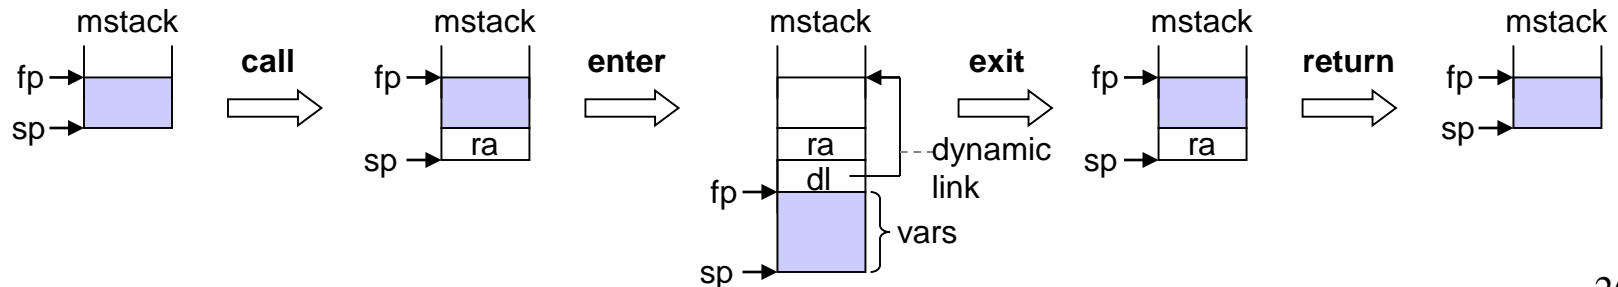 mstack
fp
sp
call
mstack
fp
ra
sp
enter
mstack
ra
dl
fp
vars
sp
dynamic
link
exit
mstack
fp
ra
sp
return
mstack
fp
sp